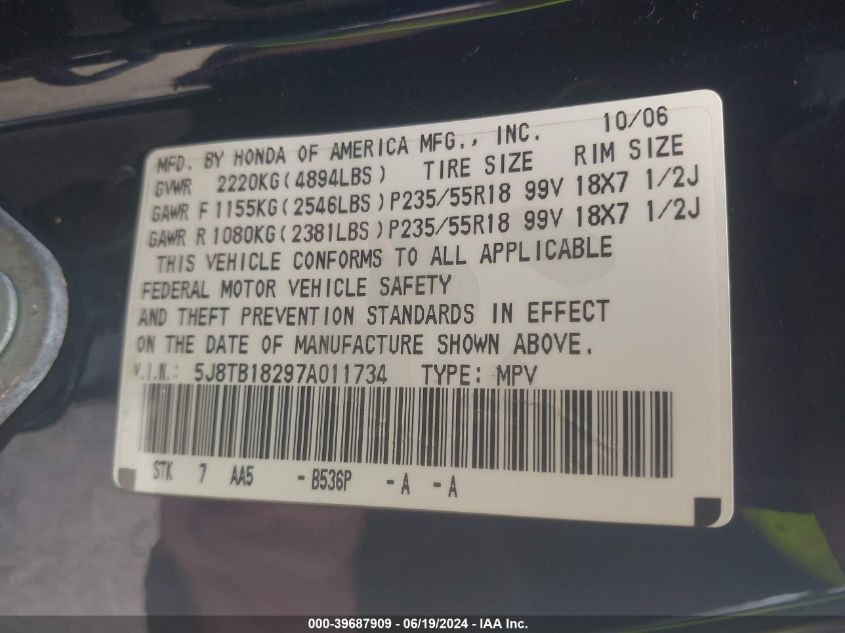 MFD. BY HONDA OF AMERICA MFG., INC. 10/06
GVWR 2220KG(4894LBS) TIRE SIZE RIM SIZE
GAWR F 1155KG(2546LBS)P235/55R18 99V 18X7 1/2J
GAWR R 1080KG(2381LBS)P235/55R18 99V 18X7 1/2J
THIS VEHICLE CONFORMS TO ALL APPLICABLE
FEDERAL MOTOR VEHICLE SAFETY
AND THEFT PREVENTION STANDARDS IN EFFECT
ON THE DATE OF MANUFACTURE SHOWN ABOVE.
V.I.N.: 5J8TB18297A011734 TYPE: MPV
STK 7 AA5 - B536P - A - A
000-39687909 - 06/19/2024 - IAA Inc.